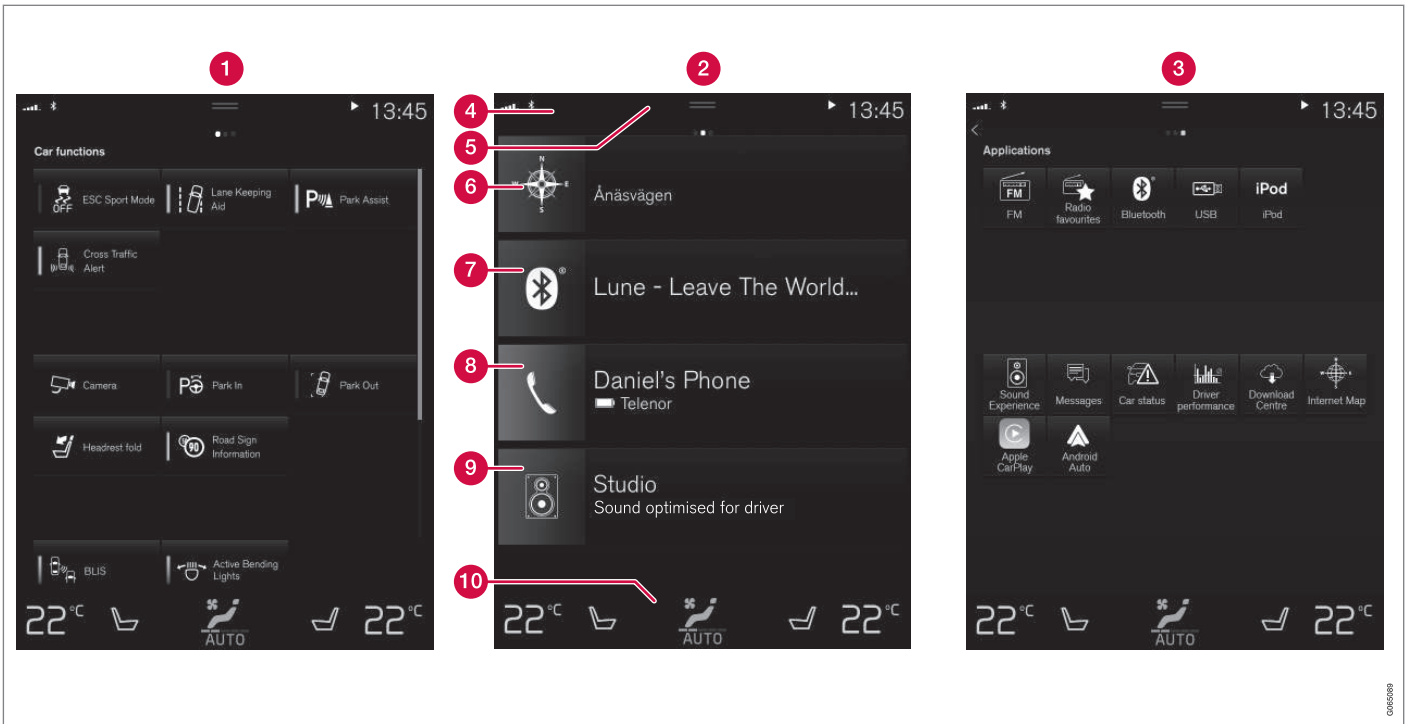 1
2
3
13:45
Car functions
OFF
ESC Sport Mode
Lane Keeping
Aid
P
Park Assist
Cross Traffic
Alert
Camera
P
Park In
Park Out
Headrest fold
90
Road Sign
Information
BLIS
Active Bending
Lights
22°C
AUTO
22°C
4
13:45
5
6
N
W
E
S
Ånäsvägen
7
®
Lune - Leave The World...
8
Daniel's Phone
Telenor
9
Studio
Sound optimised for driver
10
22°C
AUTO
22°C
13:45
Applications
FM
FM
Radio
favourites
Bluetooth
USB
iPod
iPod
Sound
Experience
Messages
Car status
Driver
performance
Download
Centre
Internet Map
Apple
CarPlay
Android
Auto
22°C
AUTO
22°C
G065089